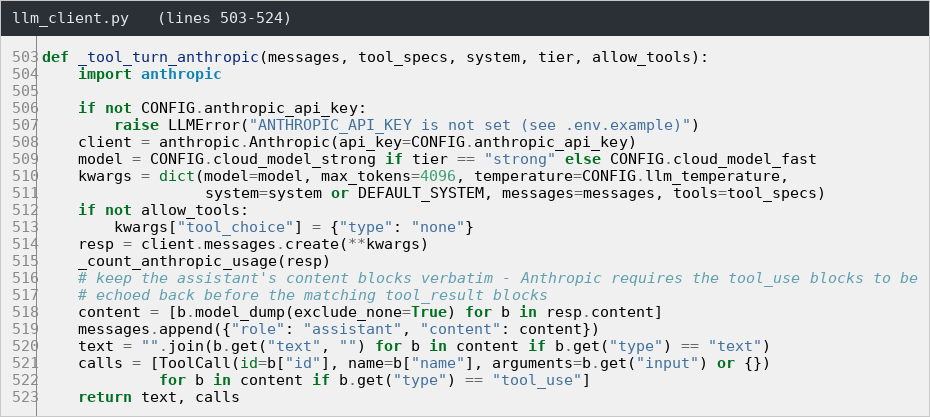 llm_client.py   (lines 503-524)
503 def _tool_turn_anthropic(messages, tool_specs, system, tier, allow_tools):
504     import anthropic
505
506     if not CONFIG.anthropic_api_key:
507         raise LLMError("ANTHROPIC_API_KEY is not set (see .env.example)")
508     client = anthropic.Anthropic(api_key=CONFIG.anthropic_api_key)
509     model = CONFIG.cloud_model_strong if tier == "strong" else CONFIG.cloud_model_fast
510     kwargs = dict(model=model, max_tokens=4096, temperature=CONFIG.llm_temperature,
511                   system=system or DEFAULT_SYSTEM, messages=messages, tools=tool_specs)
512     if not allow_tools:
513         kwargs["tool_choice"] = {"type": "none"}
514     resp = client.messages.create(**kwargs)
515     _count_anthropic_usage(resp)
516     # keep the assistant's content blocks verbatim - Anthropic requires the tool_use blocks to be
517     # echoed back before the matching tool_result blocks
518     content = [b.model_dump(exclude_none=True) for b in resp.content]
519     messages.append({"role": "assistant", "content": content})
520     text = "".join(b.get("text", "") for b in content if b.get("type") == "text")
521     calls = [ToolCall(id=b["id"], name=b["name"], arguments=b.get("input") or {})
522              for b in content if b.get("type") == "tool_use"]
523     return text, calls